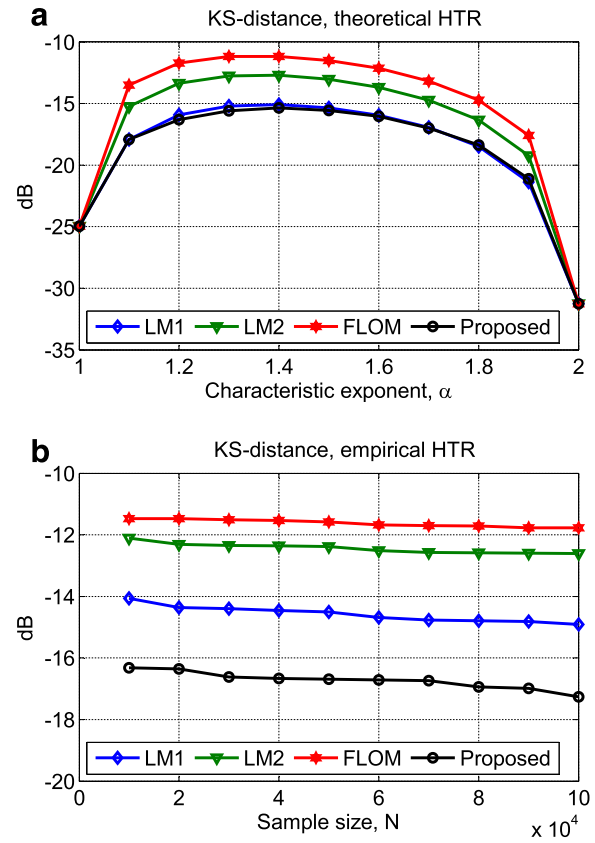 a
KS-distance, theoretical HTR
-10
-15
-20
-25
-30
-35
dB
LM1 LM2 FLOM Proposed
1 1.2 1.4 1.6 1.8 2
Characteristic exponent, α
b
KS-distance, empirical HTR
-10
-12
-14
-16
-18
-20
dB
LM1 LM2 FLOM Proposed
0 2 4 6 8 10
Sample size, N
x 10^4